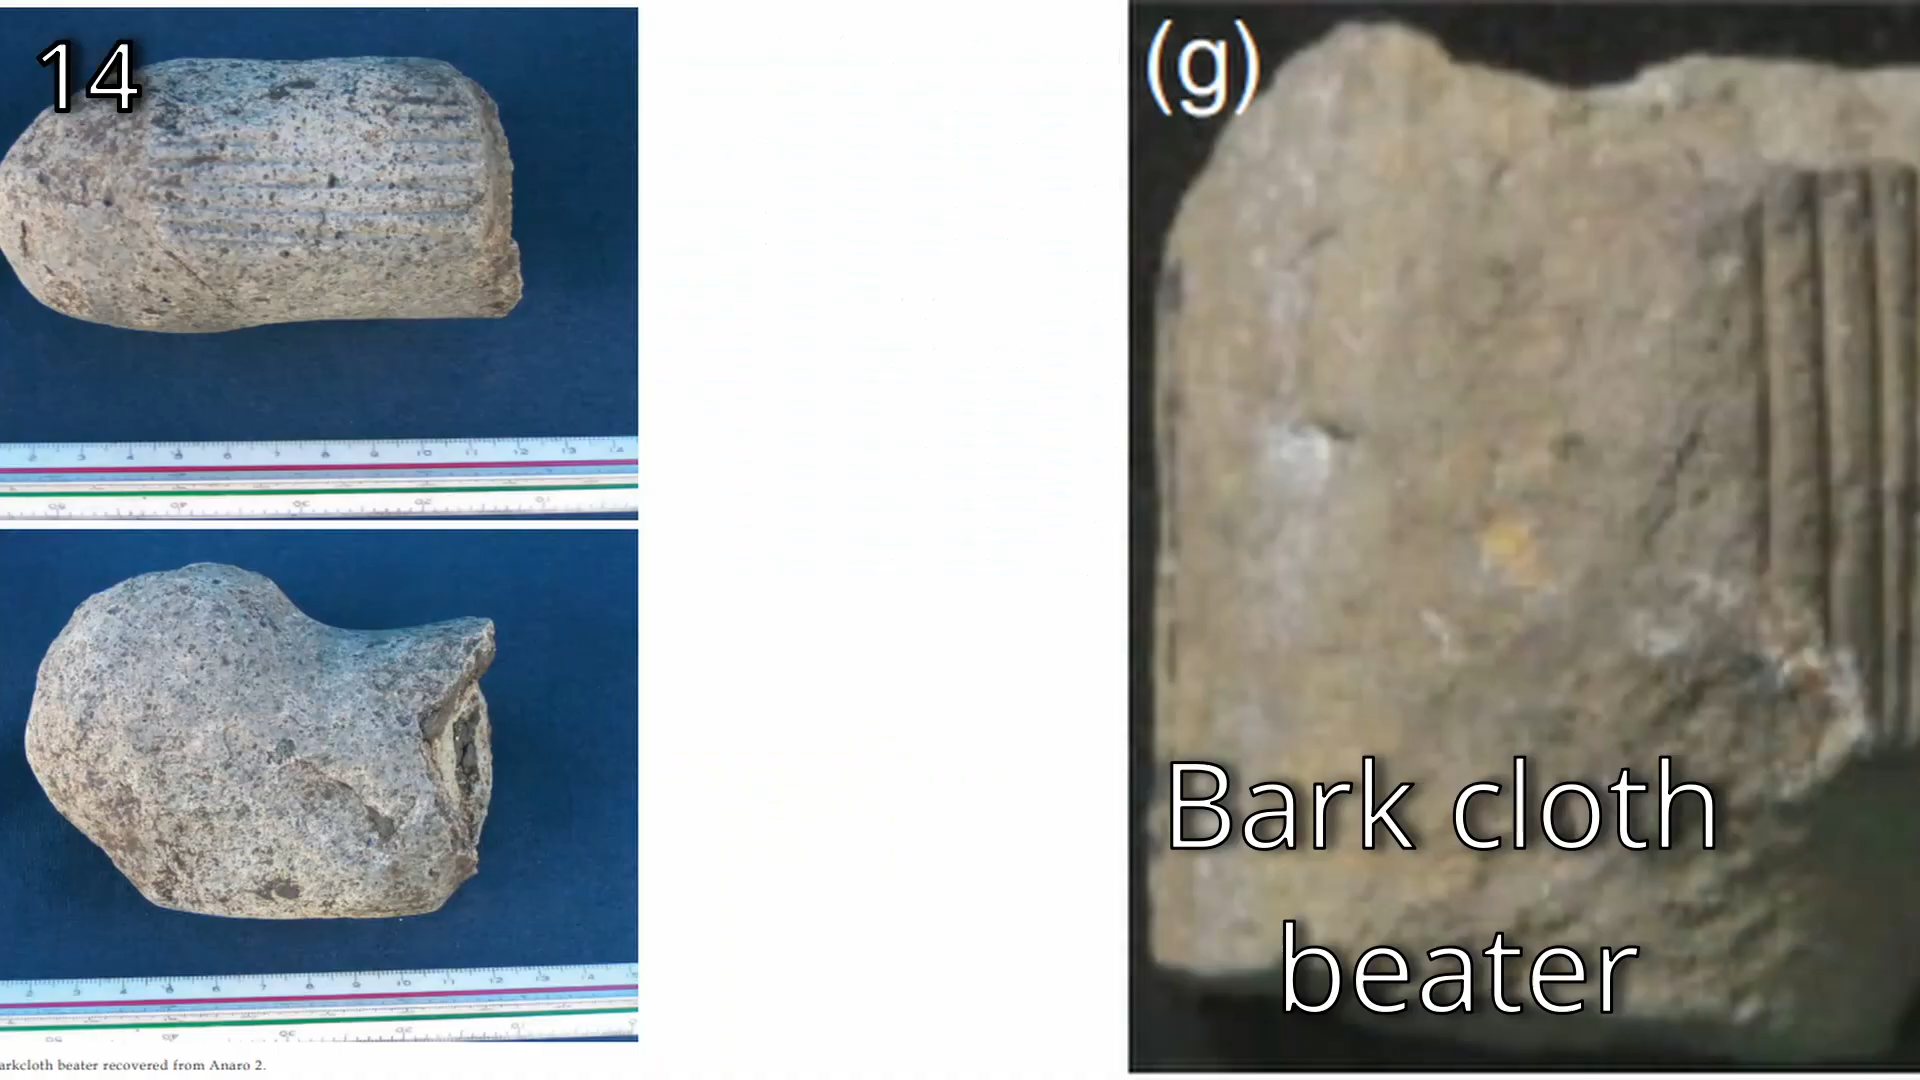 14
(g)
Bark cloth
beater
arkcloth beater recovered from Anaro 2.